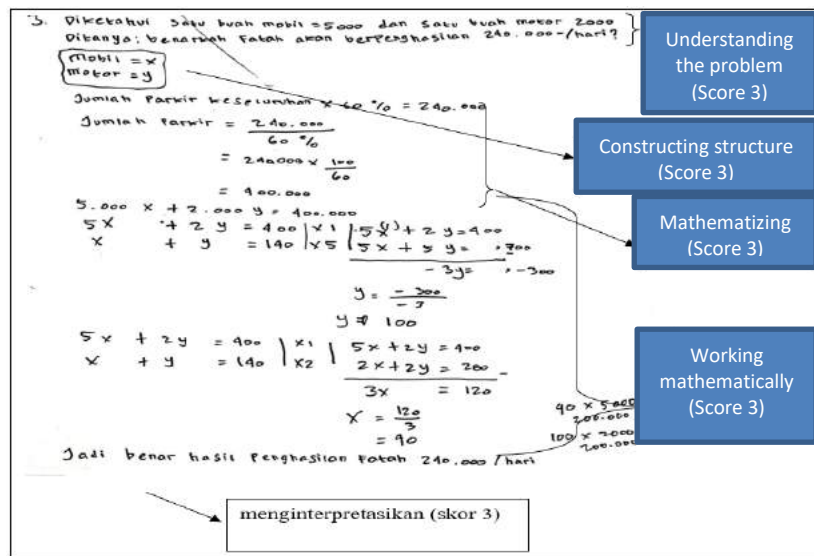 3. Diketahui satu buah mobil = 5000 dan satu buah motor 2000
Ditanya: benarkah Fatah akan berpenghasilan 240.000-/hari?
mobil = x
motor = y
Jumlah Parkir keseluruhan x 60 % = 240.000
Jumlah Parkir = 240.000
60 %
= 240000 x 100
60
= 400.000
5.000 x + 2.000 y = 400.000
5x + 2y = 400 | x1 | 5x + 2y = 400
x + y = 140 | x5 | 5x + 5y = 700
- 3y = -300
y = - 300
-3
y = 100
5x + 2y = 400 | x1 | 5x + 2y = 400
x + y = 140 | x2 | 2x + 2y = 280 -
3x = 120
x = 120
3
= 40
40 x 5000
200.000
100 x 2000
200.000
Jadi benar hasil Penghasilan Fatah 240.000 /hari
Understanding
the problem
(Score 3)
Constructing structure
(Score 3)
Mathematizing
(Score 3)
Working
mathematically
(Score 3)
menginterpretasikan (skor 3)